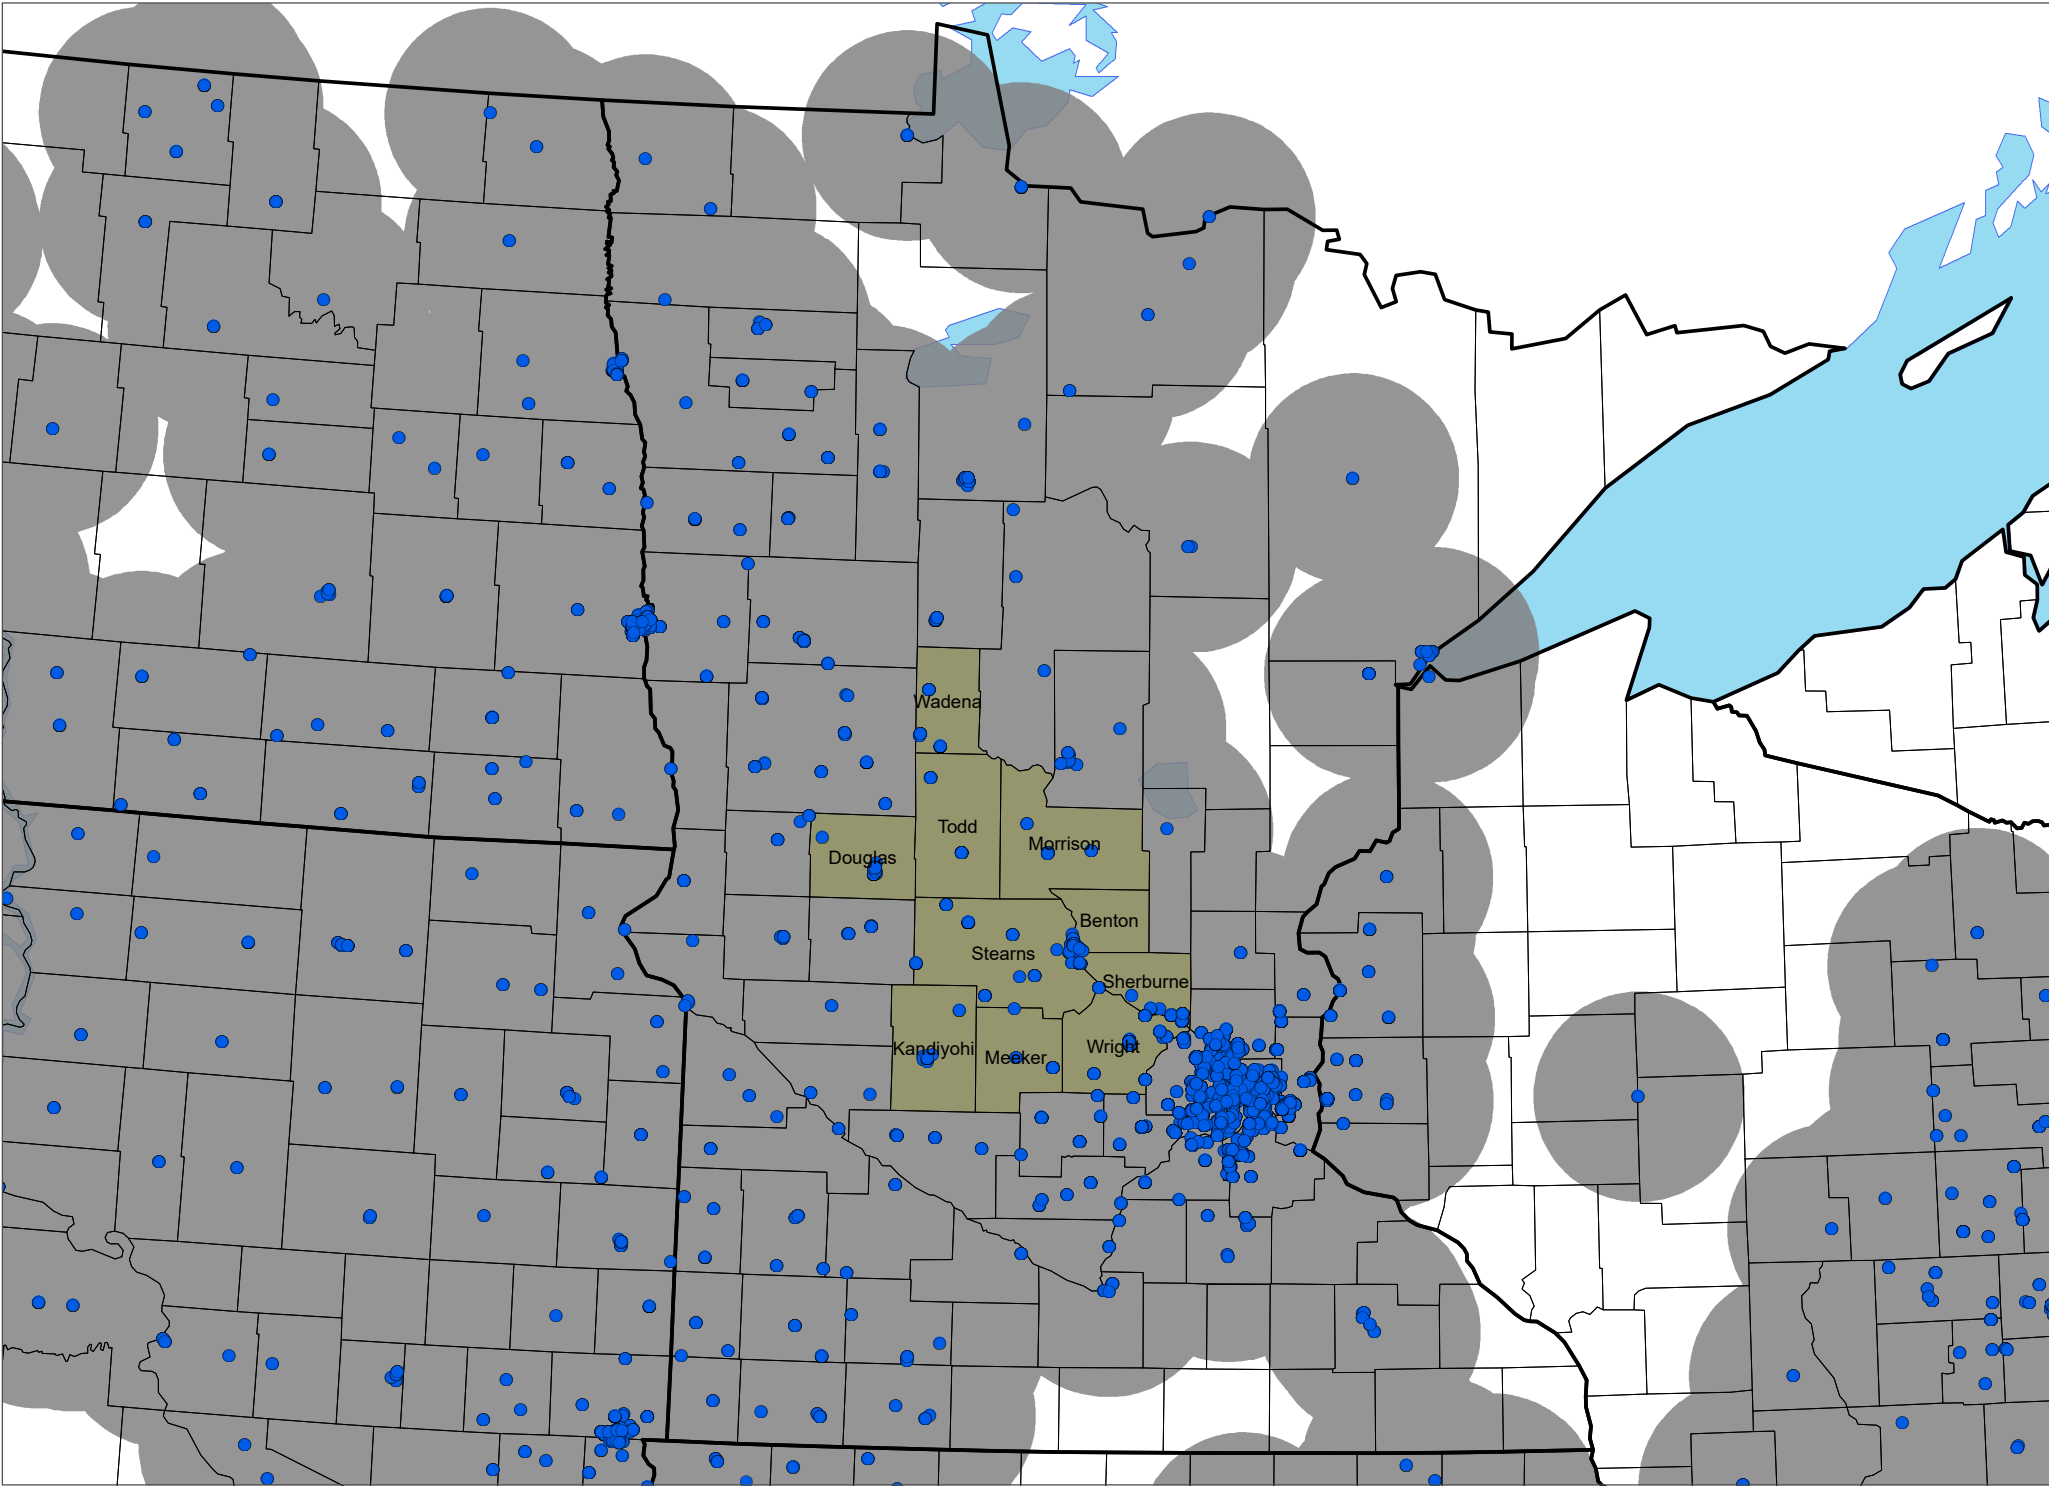 Wadena
Todd
Morrison
Douglas
Benton
Stearns
Sherburne
Kandiyohi
Meeker
Wright